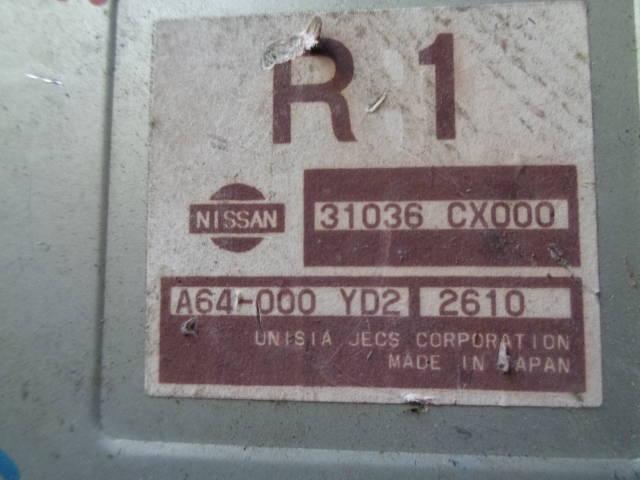 R 1
NISSAN
31036 CX000
A64-000 YD2 2610
UNISIA JECS CORPORATION
MADE IN JAPAN